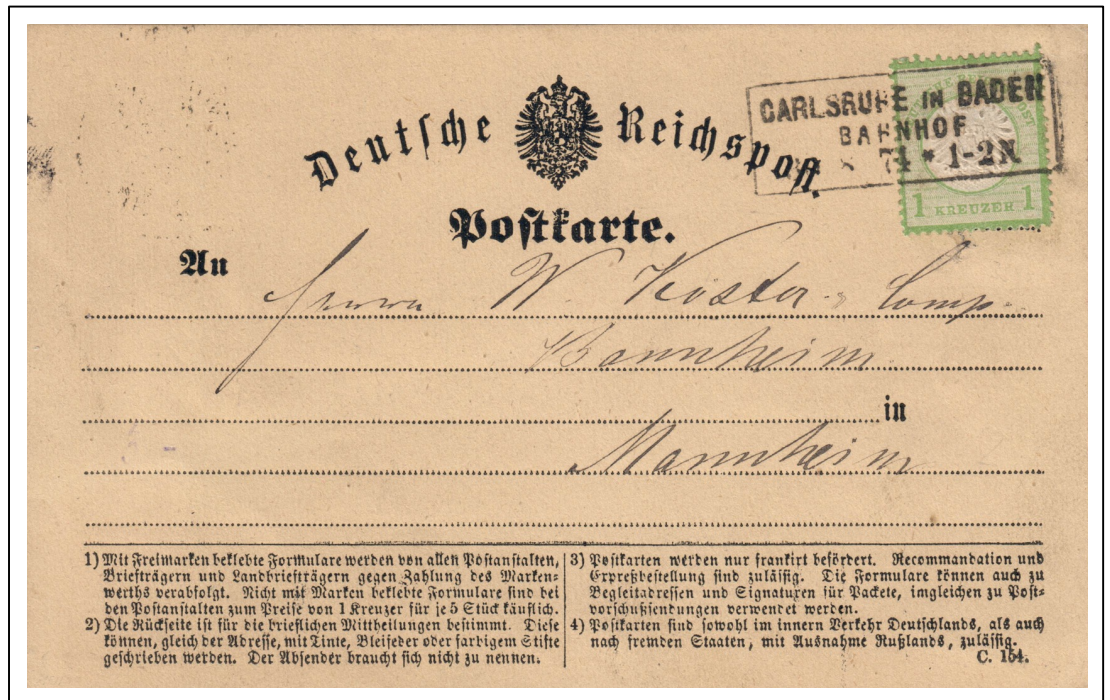 Deutsche Reichspost
Postkarte.
CARLSRUHE IN BADEN
BAHNHOF
74 * 1-2N
1 KREUZER 1
An
Herrn W. Köster & Comp.
Mannheim
in
Mannheim
1) Mit Freimarken beklebte Formulare werden von allen Postanstalten,
Briefträgern und Landbriefträgern gegen Zahlung des Marken-
werths verabfolgt. Nicht mit Marken beklebte Formulare sind bei
den Postanstalten zum Preise von 1 Kreuzer für je 5 Stück käuflich.
2) Die Rückseite ist für die brieflichen Mittheilungen bestimmt. Diese
können, gleich der Adresse, mit Tinte, Bleifeder oder farbigem Stifte
geschrieben werden. Der Absender braucht sich nicht zu nennen.
3) Postkarten werden nur frankirt befördert. Recommandation und
Expreßbestellung sind zulässig. Die Formulare können auch zu
Begleitadressen und Signaturen für Packete, imgleichen zu Post-
vorschußsendungen verwendet werden.
4) Postkarten sind sowohl im innern Verkehr Deutschlands, als auch
nach fremden Staaten, mit Ausnahme Rußlands, zulässig.
C. 154.